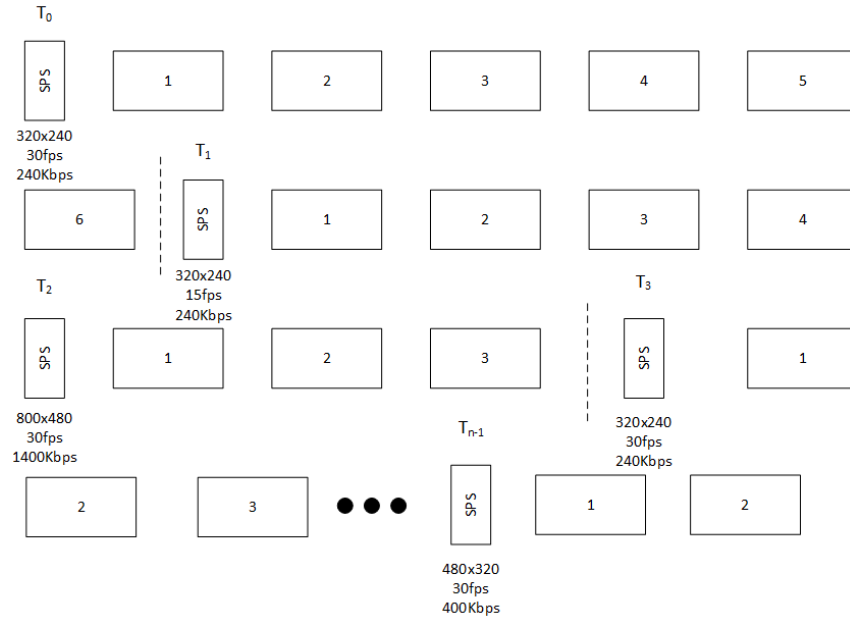 T0
SPS
1
2
3
4
5
320x240
30fps
240Kbps
6
T1
SPS
1
2
3
4
320x240
15fps
240Kbps
T2
SPS
1
2
3
T3
SPS
1
800x480
30fps
1400Kbps
320x240
30fps
240Kbps
2
3
Tn-1
SPS
1
2
480x320
30fps
400Kbps